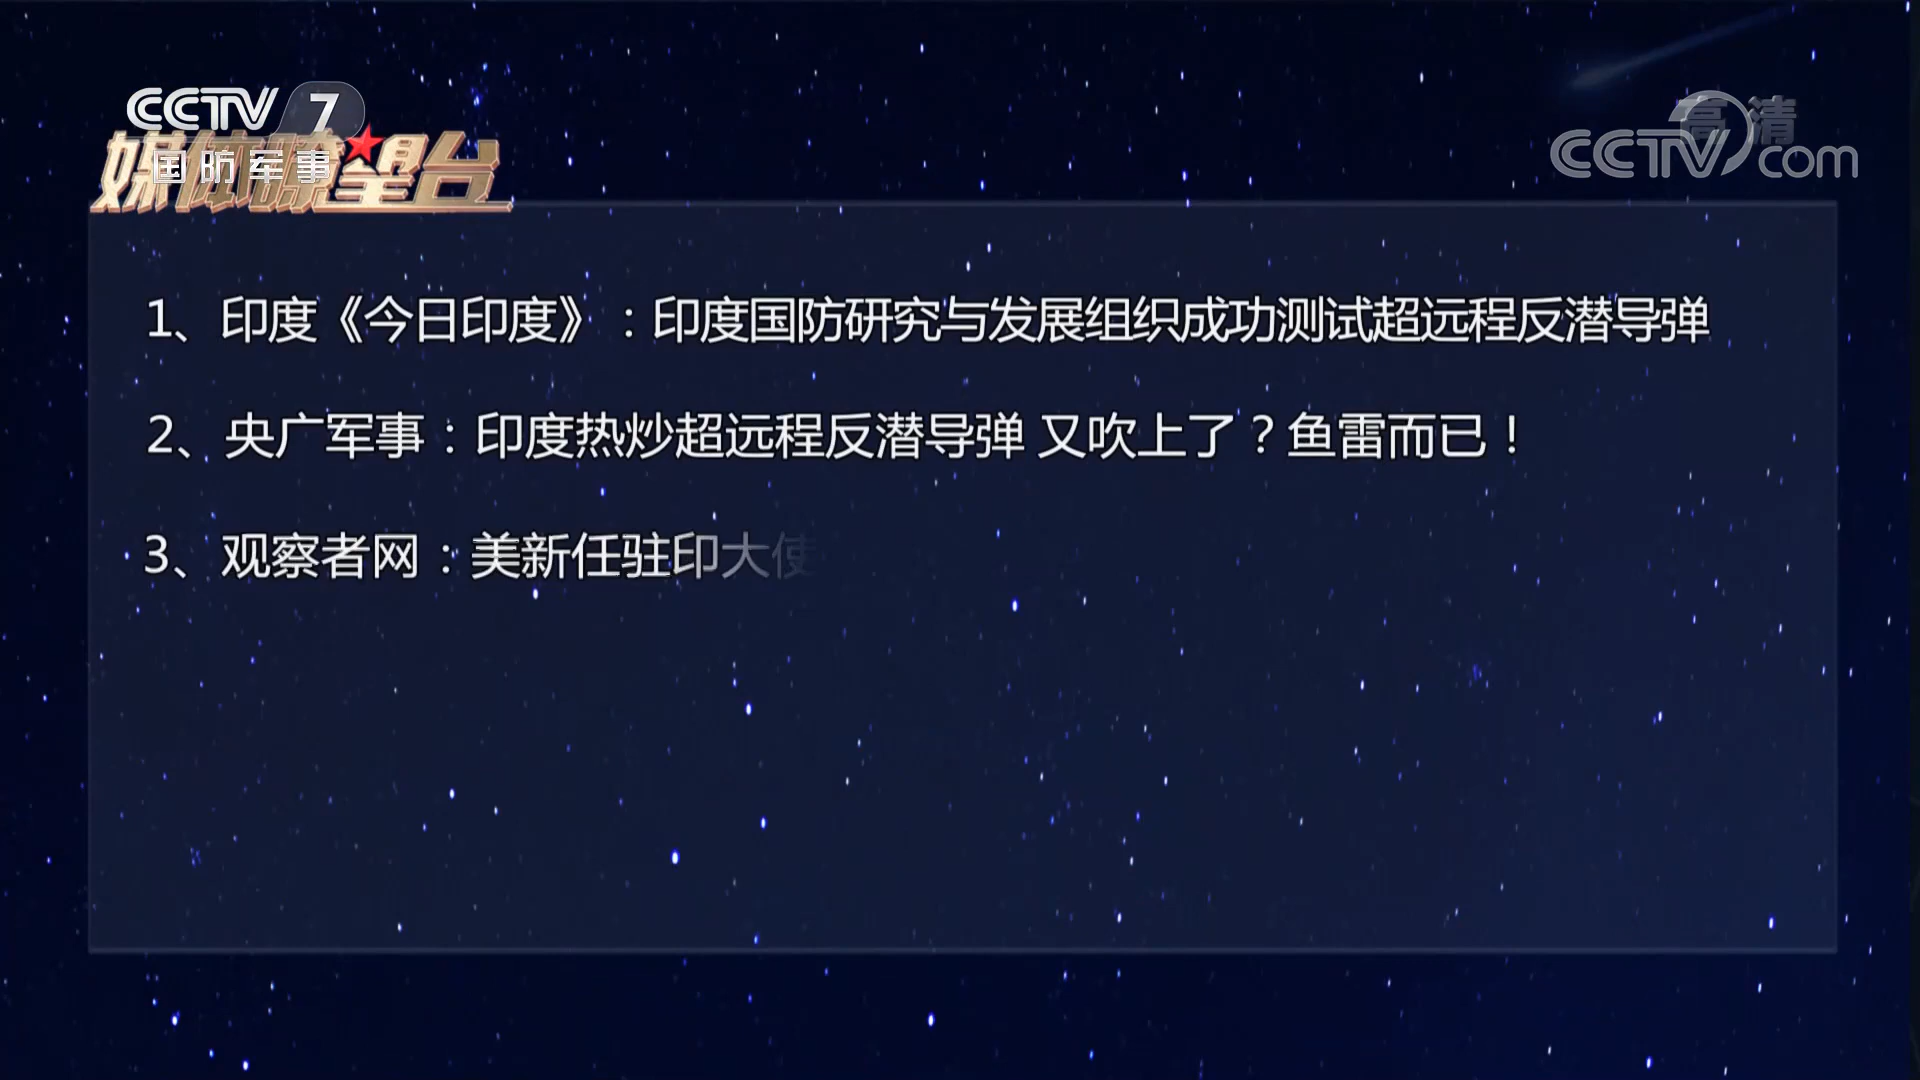 CCTV 7
国防军事
媒体瞭望台
高清
CCTV.com
1、印度《今日印度》：印度国防研究与发展组织成功测试超远程反潜导弹
2、央广军事：印度热炒超远程反潜导弹 又吹上了？鱼雷而已！
3、观察者网：美新任驻印大使